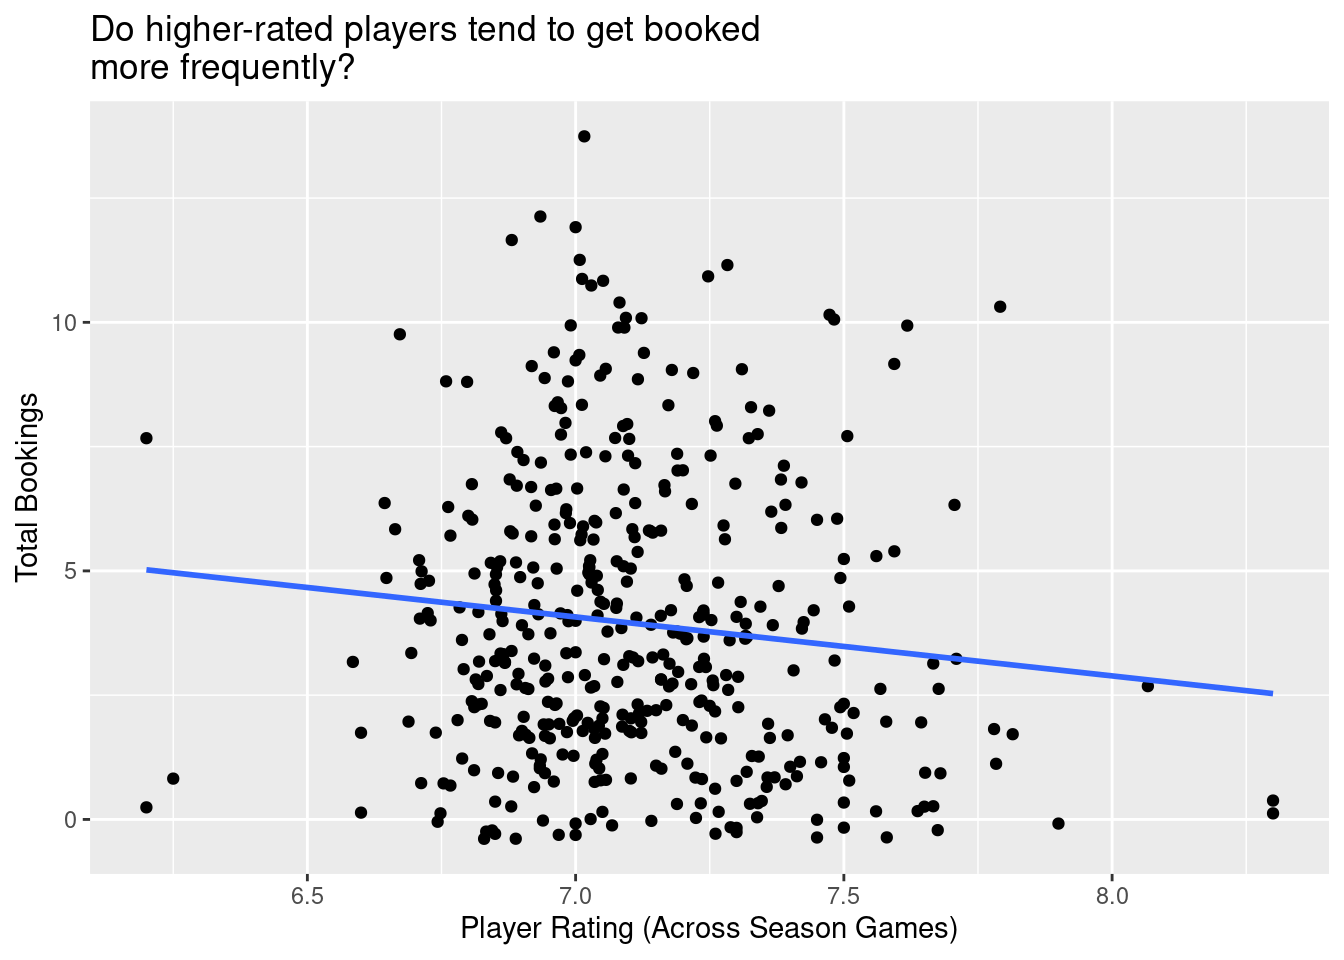 Do higher-rated players tend to get booked
more frequently?
Total Bookings
10
5
0
6.5
7.0
7.5
8.0
Player Rating (Across Season Games)